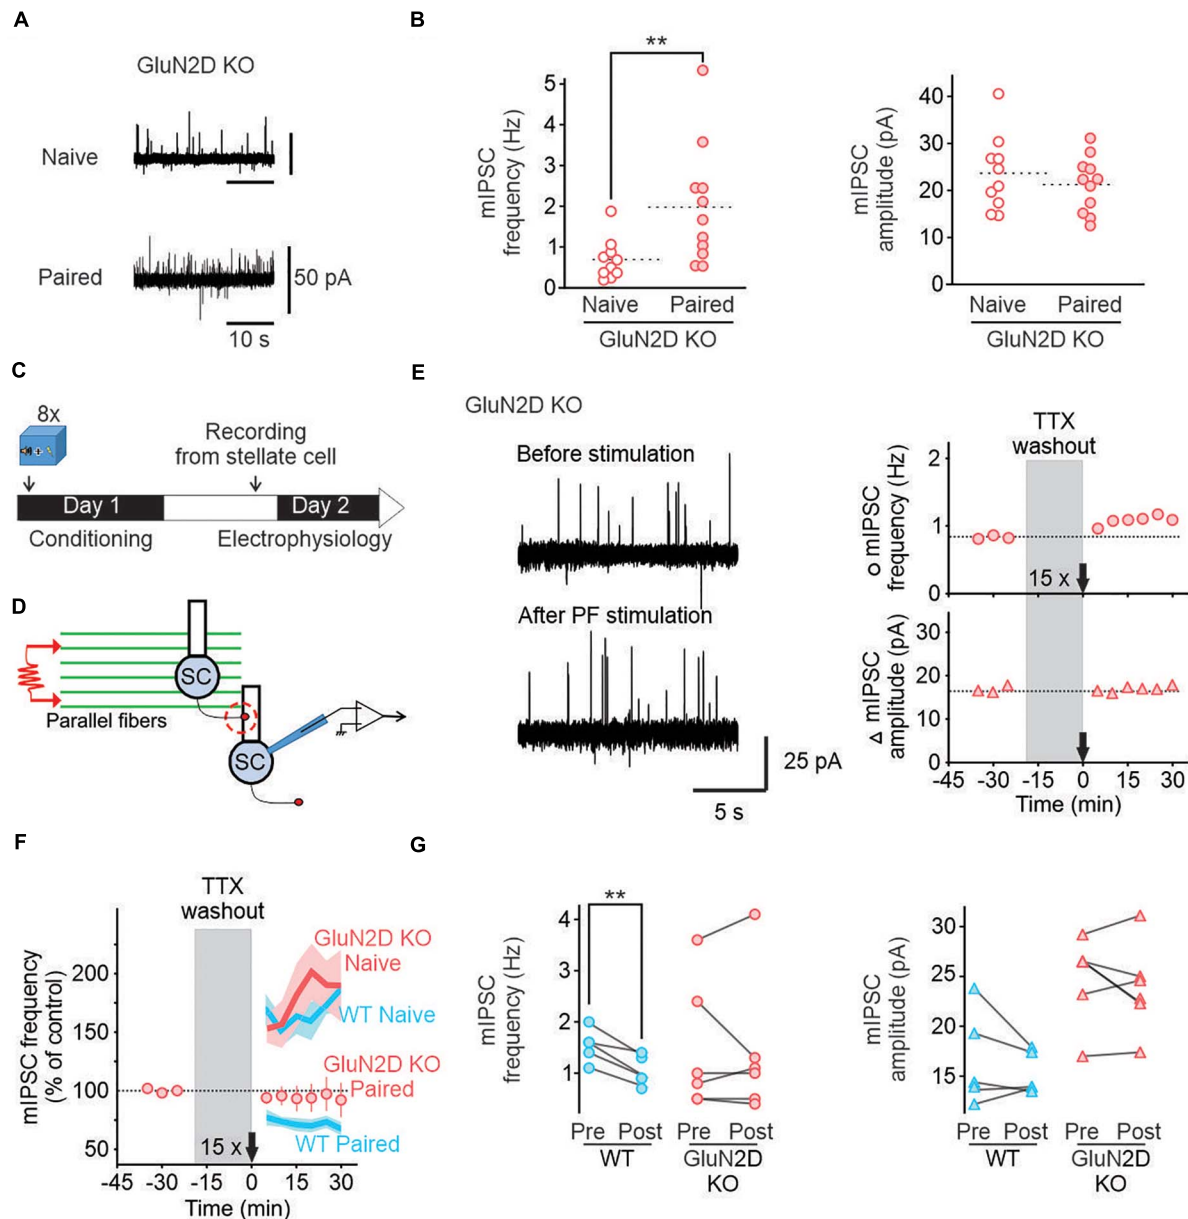 A
GluN2D KO
Naive
Paired
50 pA
10 s
B
**
mIPSC
frequency (Hz)
5
4
3
2
1
0
Naive
Paired
GluN2D KO
mIPSC
amplitude (pA)
40
30
20
10
0
Naive
Paired
GluN2D KO
C
8x
Recording
from stellate cell
Day 1
Day 2
Conditioning
Electrophysiology
D
SC
Parallel fibers
SC
E
GluN2D KO
Before stimulation
After PF stimulation
25 pA
5 s
TTX
washout
mIPSC
frequency (Hz)
2
1
0
15 x
mIPSC
amplitude (pA)
30
20
10
0
-45 -30 -15 0 15 30
Time (min)
F
TTX
washout
mIPSC frequency
(% of control)
200
150
100
50
GluN2D KO
Naive
WT Naive
GluN2D KO
Paired
WT Paired
15 x
-45 -30 -15 0 15 30
Time (min)
G
**
mIPSC
frequency (Hz)
4
3
2
1
Pre Post
WT
Pre Post
GluN2D
KO
mIPSC
amplitude (pA)
30
25
20
15
Pre Post
WT
Pre Post
GluN2D
KO